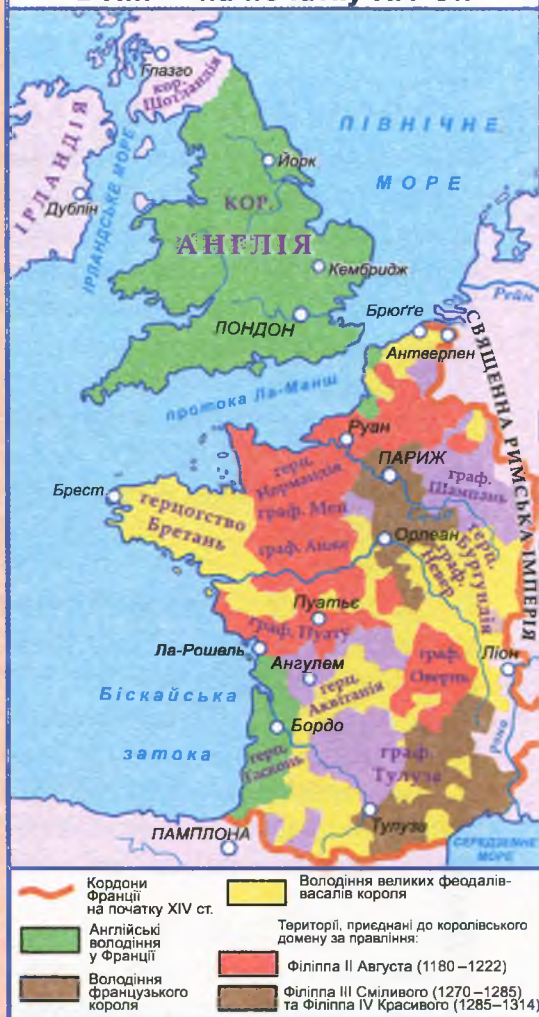 Глазго
кор.
Шотландія
ІРЛАНДІЯ
Дублін
ІРЛАНДСЬКЕ МОРЕ
ПІВНІЧНЕ
МОРЕ
Йорк
КОР.
АНГЛІЯ
Кембридж
ЛОНДОН
Рейн
Брюґґе
Антверпен
СВЯЩЕННА РИМСЬКА ІМПЕРІЯ
протока Ла-Манш
Руан
ПАРИЖ
граф.
Шампань
Брест
герцогство
Бретань
герц.
Нормандія
граф. Мен
граф. Анже
Орлеан
герц.
Бургундія
граф.
Невер
Пуатьє
граф. Пуату
Ла-Рошель
Ангулем
герц.
Аквітанія
граф.
Овернь
Ліон
Біскайська
затока
Бордо
герц.
Гасконь
граф.
Тулуза
Рона
Тулуза
ПАМПЛОНА
СЕРЕДЗЕМНЕ
МОРЕ
Кордони
Франції
на початку XIV ст.
Англійські
володіння
у Франції
Володіння
французького
короля
Володіння великих феодалів-
васалів короля
Території, приєднані до королівського
домену за правління:
Філіппа II Августа (1180–1222)
Філіппа III Сміливого (1270–1285)
та Філіппа IV Красивого (1285–1314)